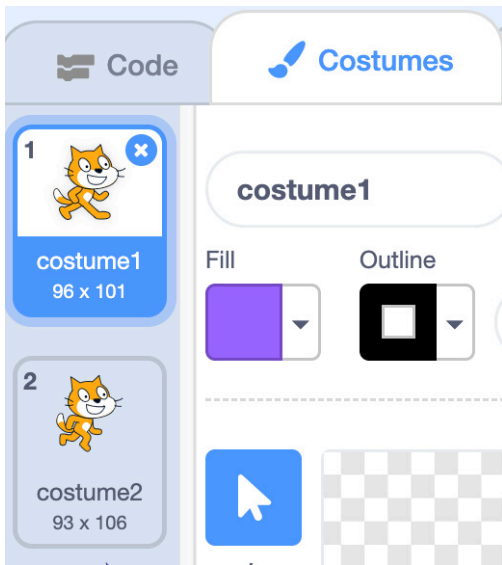 Code
Costumes
1
costume1
96 x 101
costume1
Fill
Outline
2
costume2
93 x 106